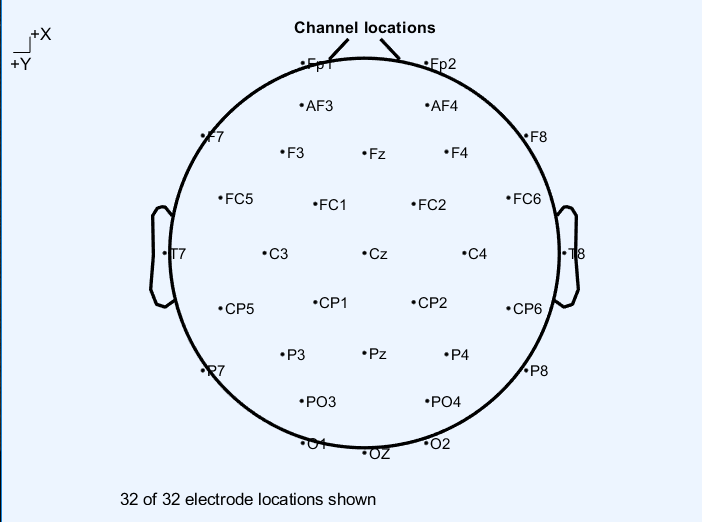 Channel locations
+X
+Y
Fp1 Fp2
AF3 AF4
F7 F8
F3 Fz F4
FC5 FC1 FC2 FC6
T7 C3 Cz C4 T8
CP5 CP1 CP2 CP6
P3 Pz P4
P7 P8
PO3 PO4
O1 OZ O2
32 of 32 electrode locations shown